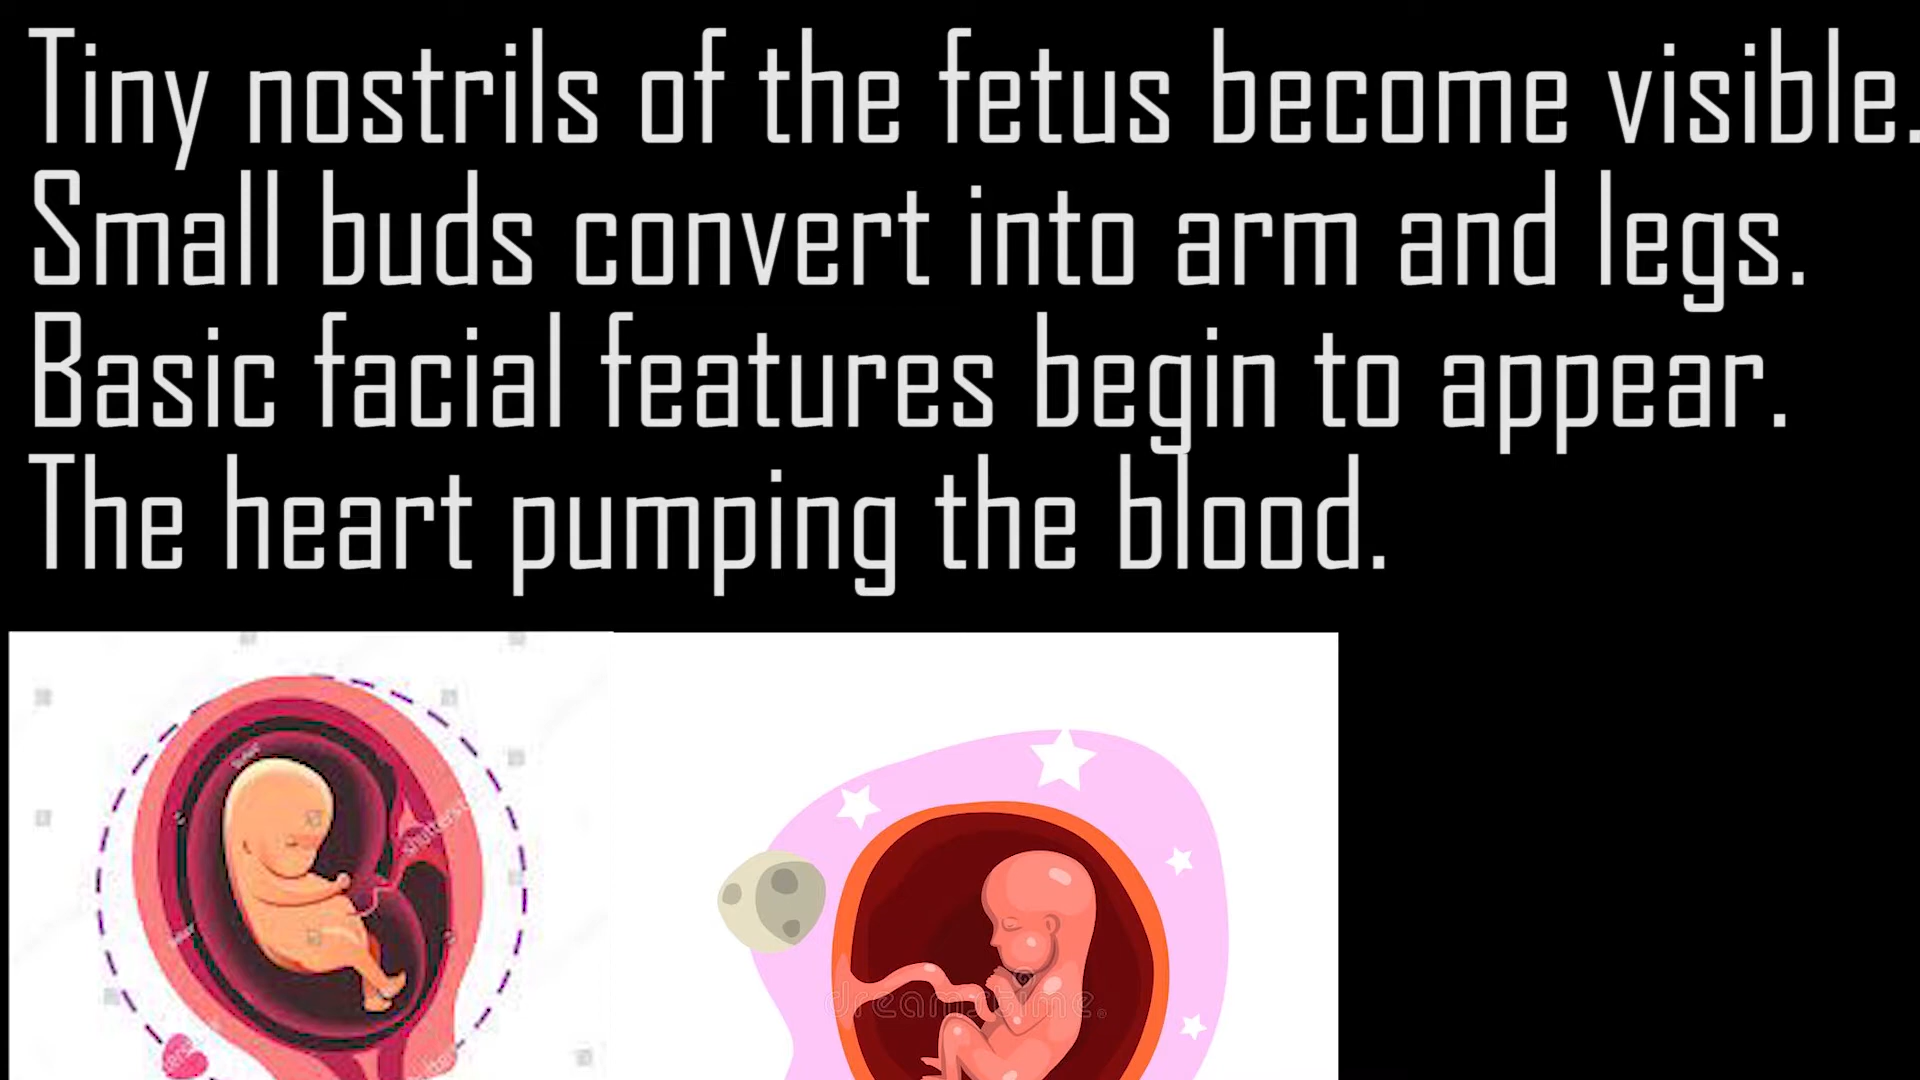 Tiny nostrils of the fetus become visible.
Small buds convert into arm and legs.
Basic facial features begin to appear.
The heart pumping the blood.
dreamstime.